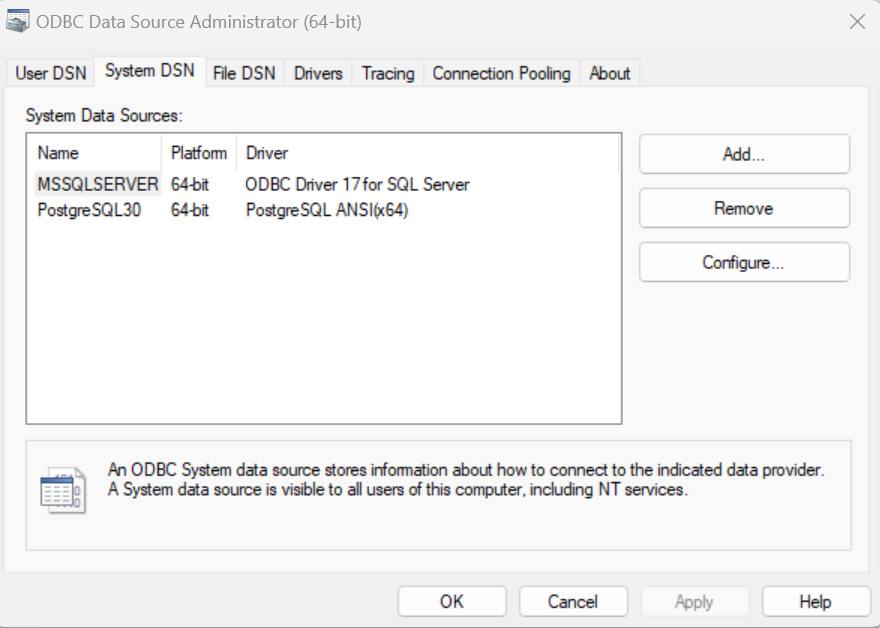 ODBC Data Source Administrator (64-bit)
User DSN System DSN File DSN Drivers Tracing Connection Pooling About
System Data Sources:
Name Platform Driver
MSSQLSERVER 64-bit ODBC Driver 17 for SQL Server
PostgreSQL30 64-bit PostgreSQL ANSI(x64)
Add...
Remove
Configure...
An ODBC System data source stores information about how to connect to the indicated data provider.
A System data source is visible to all users of this computer, including NT services.
OK Cancel Apply Help